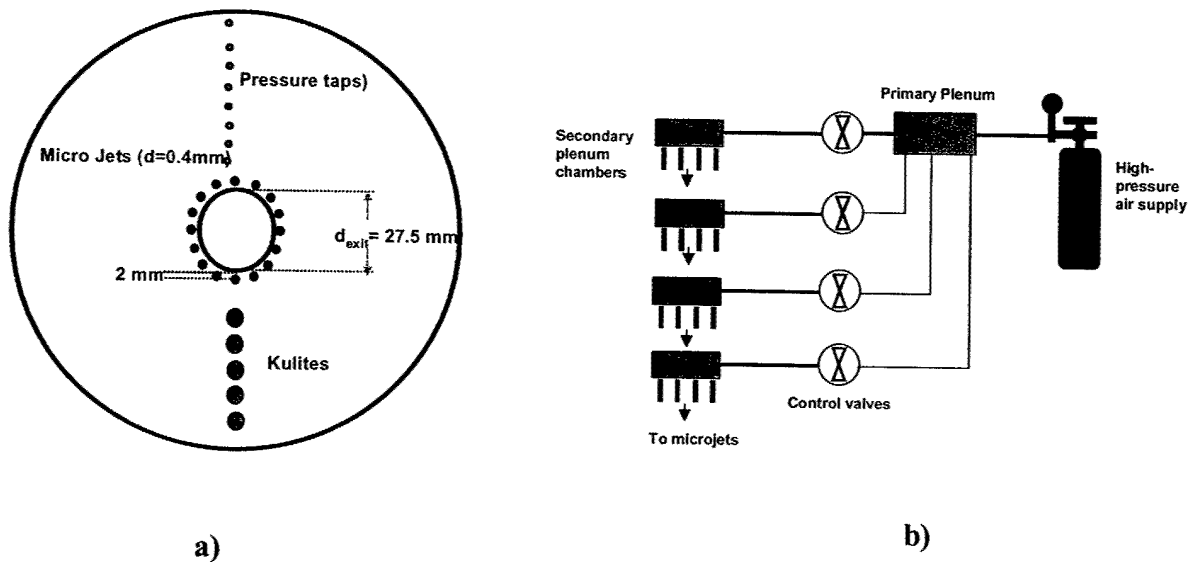 Pressure taps)
Micro Jets (d=0.4mm)
d_exit= 27.5 mm
2 mm
Kulites
a)
Primary Plenum
Secondary
plenum
chambers
High-
pressure
air supply
Control valves
To microjets
b)